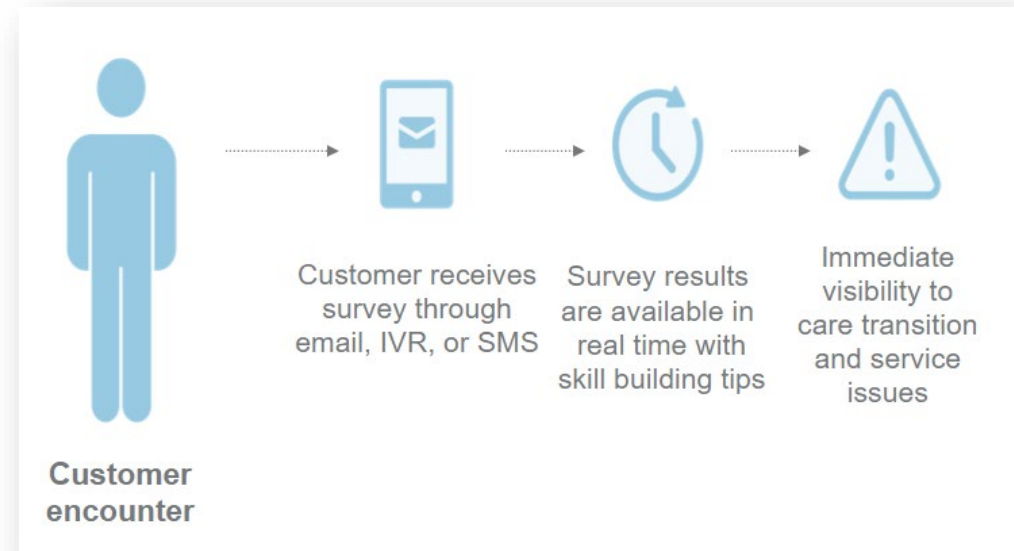 Customer
encounter
Customer receives
survey through
email, IVR, or SMS
Survey results
are available in
real time with
skill building tips
Immediate
visibility to
care transition
and service
issues